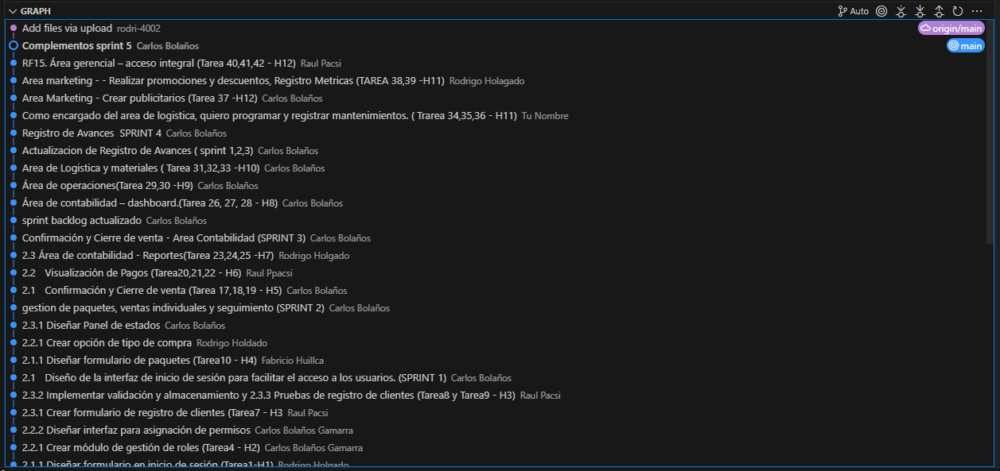 GRAPH Auto
Add files via upload rodri-4002 origin/main
Complementos sprint 5 Carlos Bolaños main
RF15. Área gerencial – acceso integral (Tarea 40,41,42 - H12) Raul Pacsi
Area marketing - - Realizar promociones y descuentos, Registro Metricas (TAREA 38,39 -H11) Rodrigo Holagado
Area Marketing - Crear publicitarios (Tarea 37 -H12) Carlos Bolaños
Como encargado del area de logistica, quiero programar y registrar mantenimientos. ( Trarea 34,35,36 - H11) Tu Nombre
Registro de Avances  SPRINT 4 Carlos Bolaños
Actualizacion de Registro de Avances ( sprint 1,2,3) Carlos Bolaños
Area de Logistica y materiales ( Tarea 31,32,33 -H10) Carlos Bolaños
Área de operaciones(Tarea 29,30 -H9) Carlos Bolaños
Área de contabilidad – dashboard.(Tarea 26, 27, 28 - H8) Carlos Bolaños
sprint backlog actualizado Carlos Bolaños
Confirmación y Cierre de venta - Area Contabilidad (SPRINT 3) Carlos Bolaños
2.3 Área de contabilidad - Reportes(Tarea 23,24,25 -H7) Rodrigo Holgado
2.2   Visualización de Pagos (Tarea20,21,22 - H6) Raul Ppacsi
2.1   Confirmación y Cierre de venta (Tarea 17,18,19 - H5) Carlos Bolaños
gestion de paquetes, ventas individuales y seguimiento (SPRINT 2) Carlos Bolaños
2.3.1 Diseñar Panel de estados Carlos Bolaños
2.2.1 Crear opción de tipo de compra Rodrigo Holdado
2.1.1 Diseñar formulario de paquetes (Tarea10 - H4) Fabricio Huillca
2.1   Diseño de la interfaz de inicio de sesión para facilitar el acceso a los usuarios. (SPRINT 1) Carlos Bolaños
2.3.2 Implementar validación y almacenamiento y 2.3.3 Pruebas de registro de clientes (Tarea8 y Tarea9 - H3) Raul Pacsi
2.3.1 Crear formulario de registro de clientes (Tarea7 - H3 Raul Pacsi
2.2.2 Diseñar interfaz para asignación de permisos Carlos Bolaños Gamarra
2.2.1 Crear módulo de gestión de roles (Tarea4 - H2) Carlos Bolaños Gamarra
2.1.1 Diseñar formulario en inicio de sesión (Tarea1-H1) Rodrigo Holgado